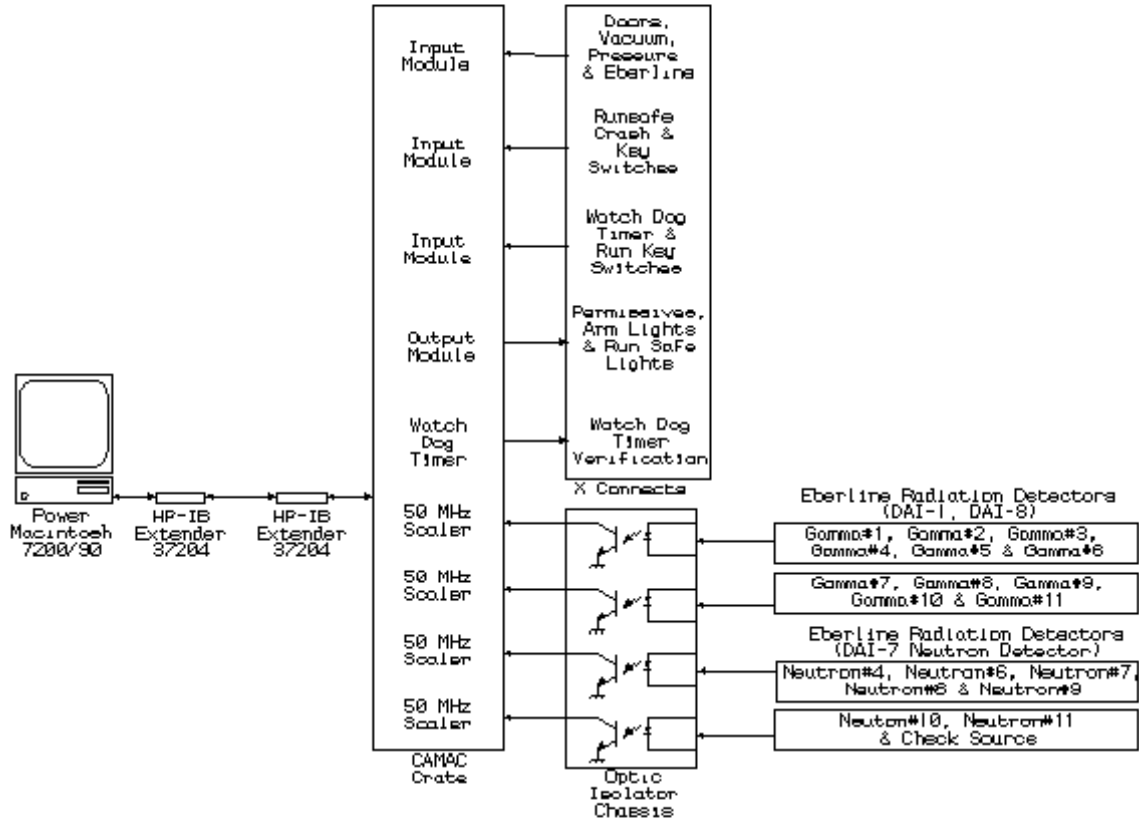 Input
Module
Doors,
Vacuum,
Pressure
& Eberline
Input
Module
Runsafe
Crash &
Key
Switches
Input
Module
Watch Dog
Timer &
Run Key
Switches
Output
Module
Permissives,
Arm Lights
& Run Safe
Lights
Watch
Dog
Timer
Watch Dog
Timer
Verification
X Connects
Power
Macintosh
7200/90
HP-IB
Extender
37204
HP-IB
Extender
37204
50 MHz
Scaler
50 MHz
Scaler
50 MHz
Scaler
50 MHz
Scaler
CAMAC
Crate
Optic
Isolator
Chassis
Eberline Radiation Detectors
(DAI-1, DAI-8)
Gamma#1, Gamma#2, Gamma#3,
Gamma#4, Gamma#5 & Gamma#6
Gamma#7, Gamma#8, Gamma#9,
Gamma#10 & Gamma#11
Eberline Radiation Detectors
(DAI-7 Neutron Detector)
Neutron#4, Neutron#6, Neutron#7,
Neutron#8 & Neutron#9
Neuton#10, Neutron#11
& Check Source